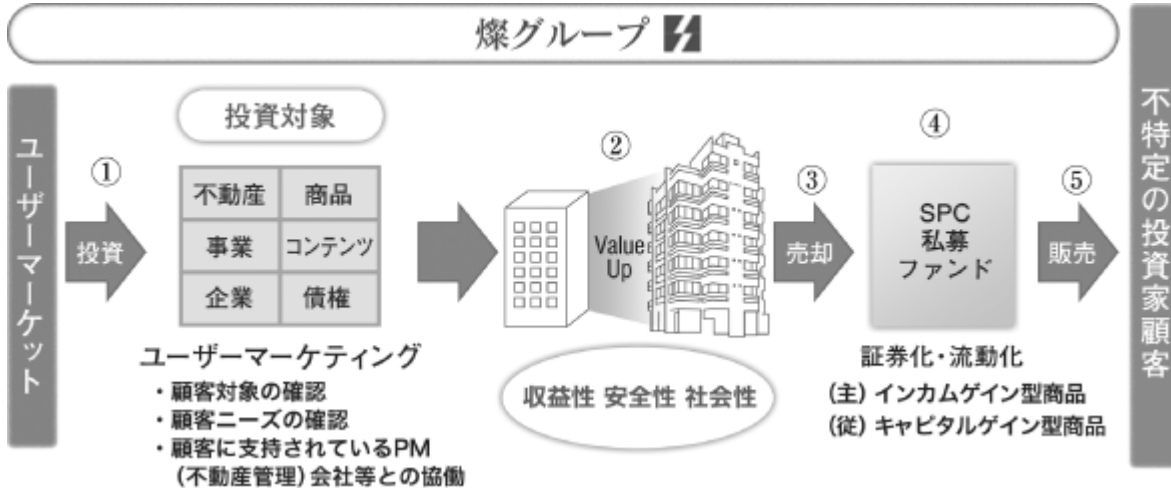 燦グループ
ユーザーマーケット
①
投資
投資対象
不動産 商品
事業 コンテンツ
企業 債権
ユーザーマーケティング
・顧客対象の確認
・顧客ニーズの確認
・顧客に支持されているPM
(不動産管理)会社等との協働
②
Value
Up
収益性 安全性 社会性
③
売却
④
SPC
私募
ファンド
証券化・流動化
(主)インカムゲイン型商品
(従)キャピタルゲイン型商品
⑤
販売
不特定の投資家顧客